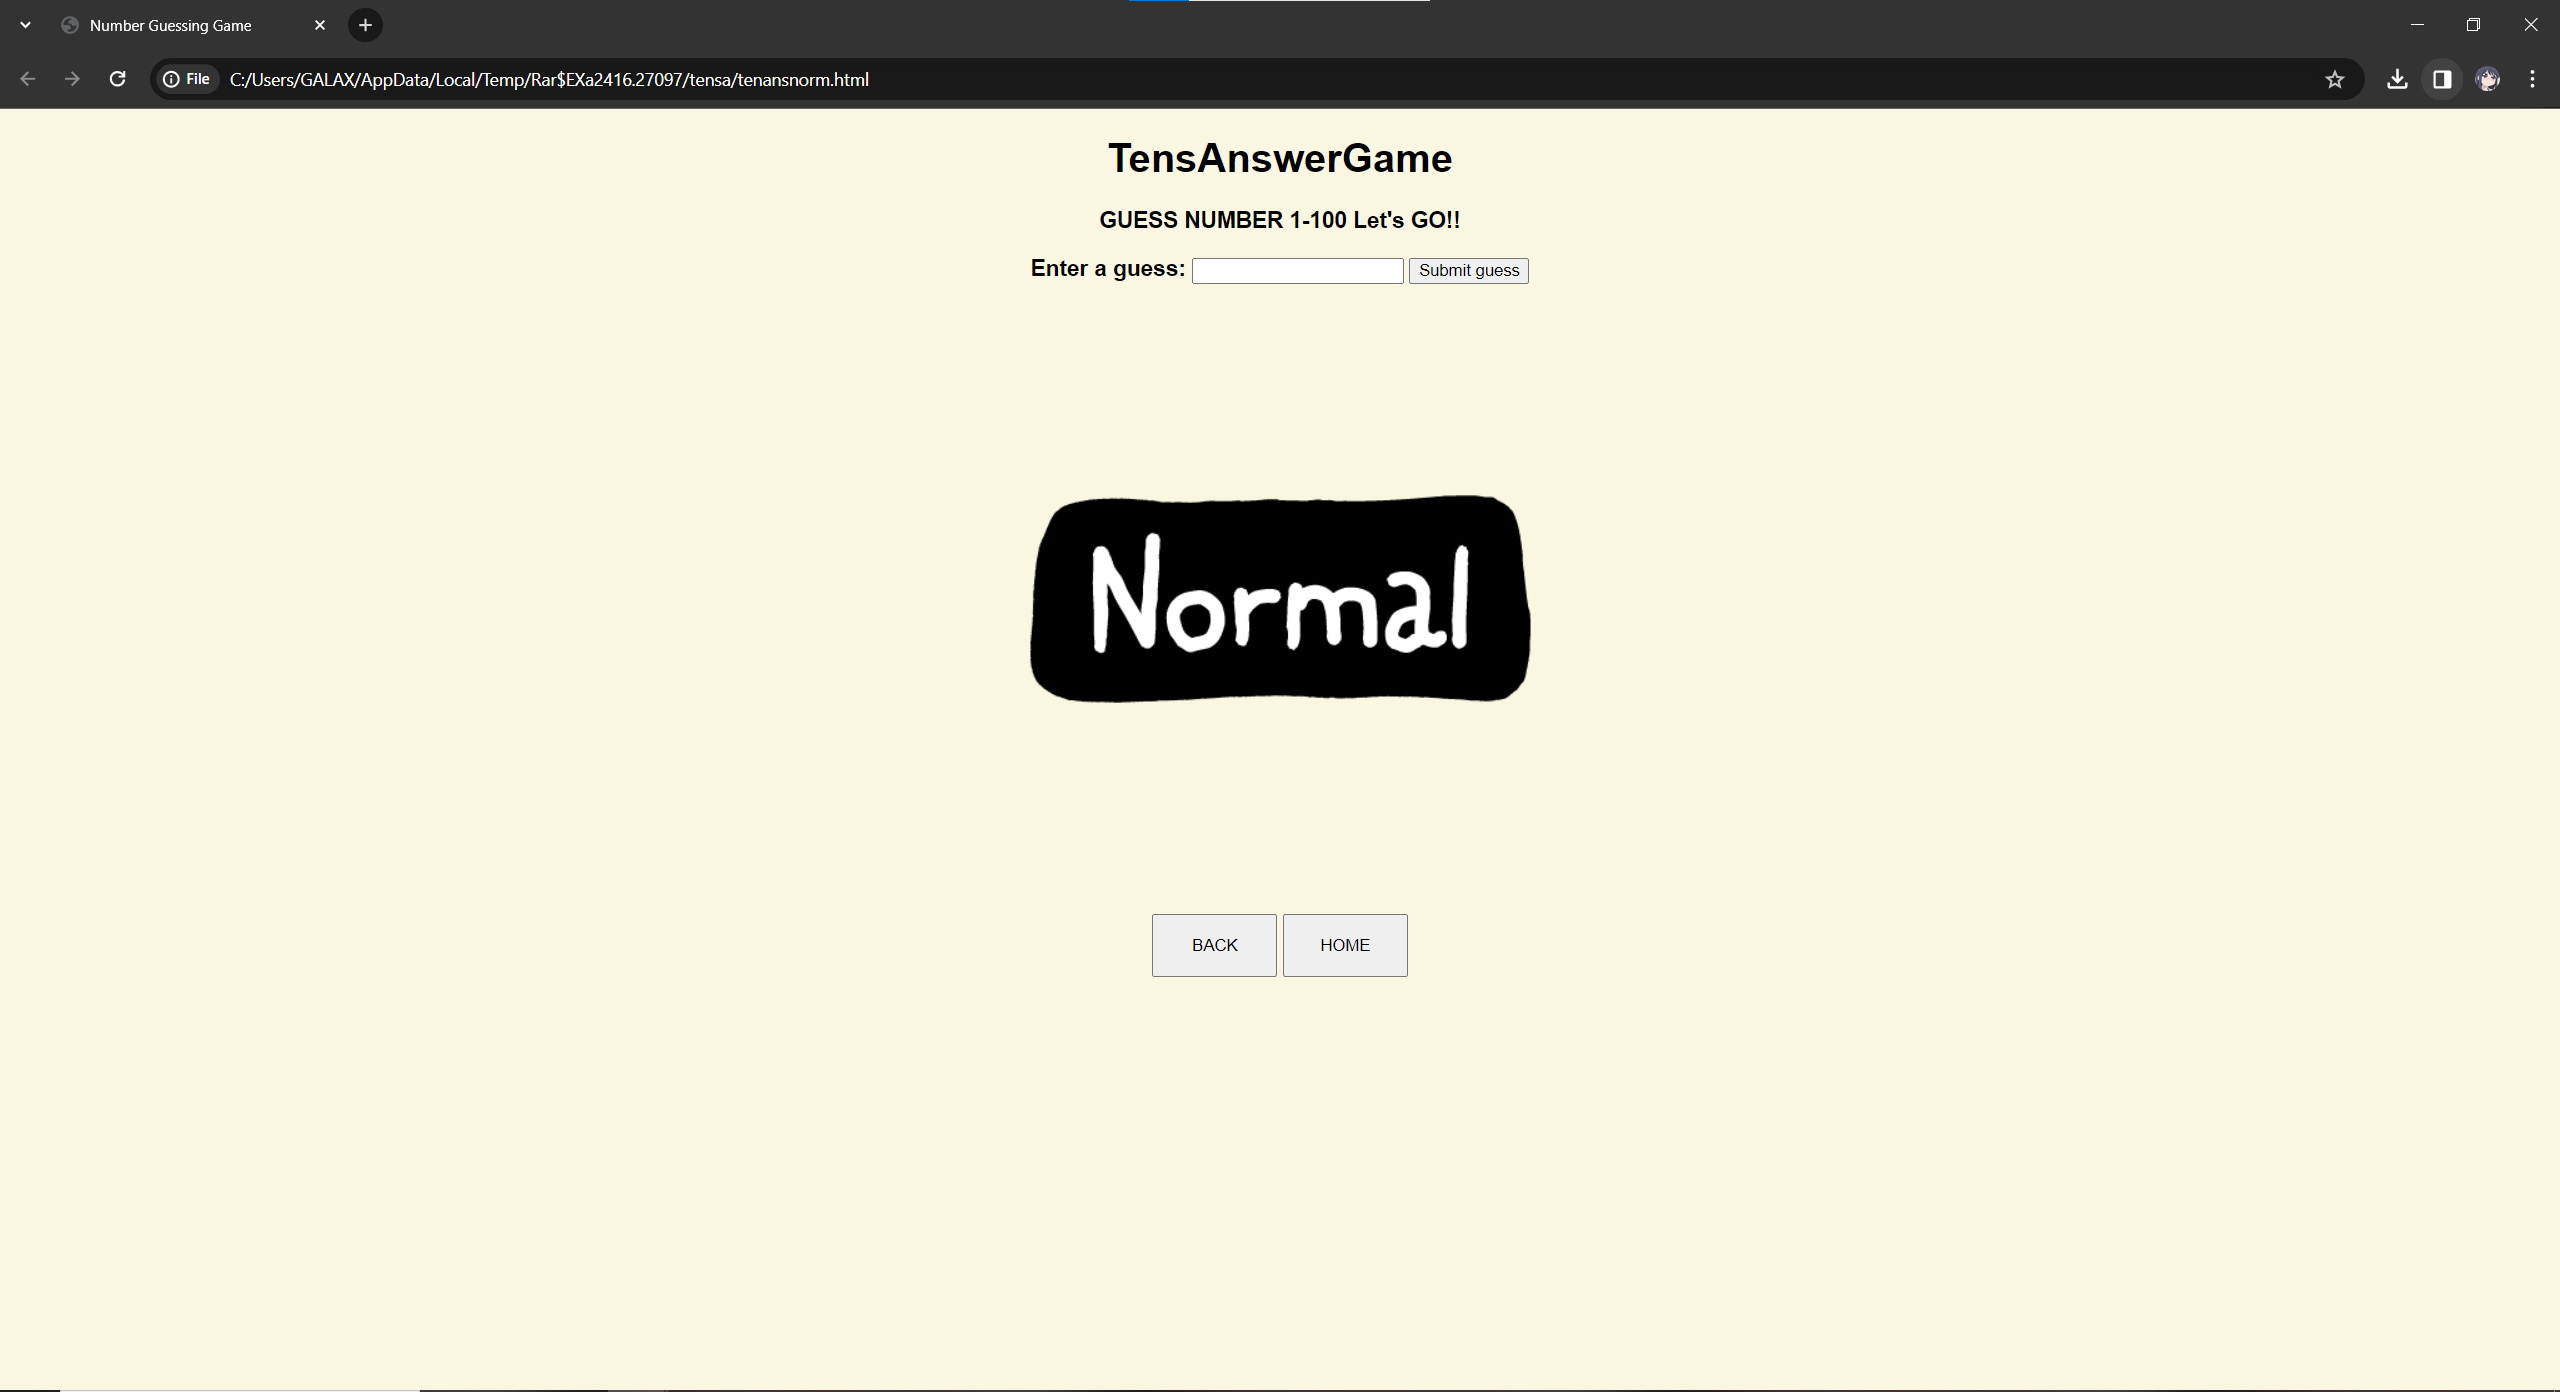 Number Guessing Game
File C:/Users/GALAX/AppData/Local/Temp/Rar$EXa2416.27097/tensa/tenansnorm.html
TensAnswerGame
GUESS NUMBER 1-100 Let's GO!!
Enter a guess: Submit guess
Normal
BACK HOME